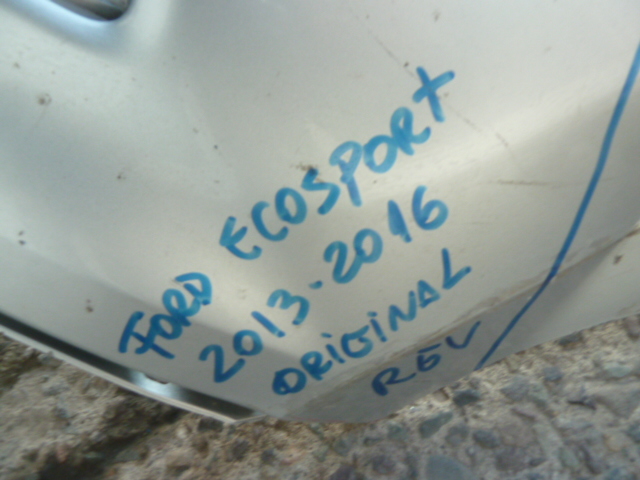 FORD ECOSPORT
2013-2016
ORIGINAL
REV